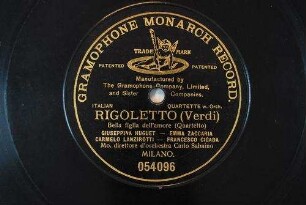 GRAMOPHONE MONARCH RECORD.
TRADE MARK
PATENTED PATENTED
Manufactured by
The Gramophone Company, Limited,
and Sister Companies.
ITALIAN QUARTETTE w. Orch.
RIGOLETTO (Verdi)
Bella figlia dell'amore (Quartetto)
GIUSEPPINA HUGUET — EMMA ZACCARIA
CARMELO LANZIROTTI — FRANCESCO CIGADA
Mo. direttore d'orchestra Carlo Sabajno
MILANO.
054096